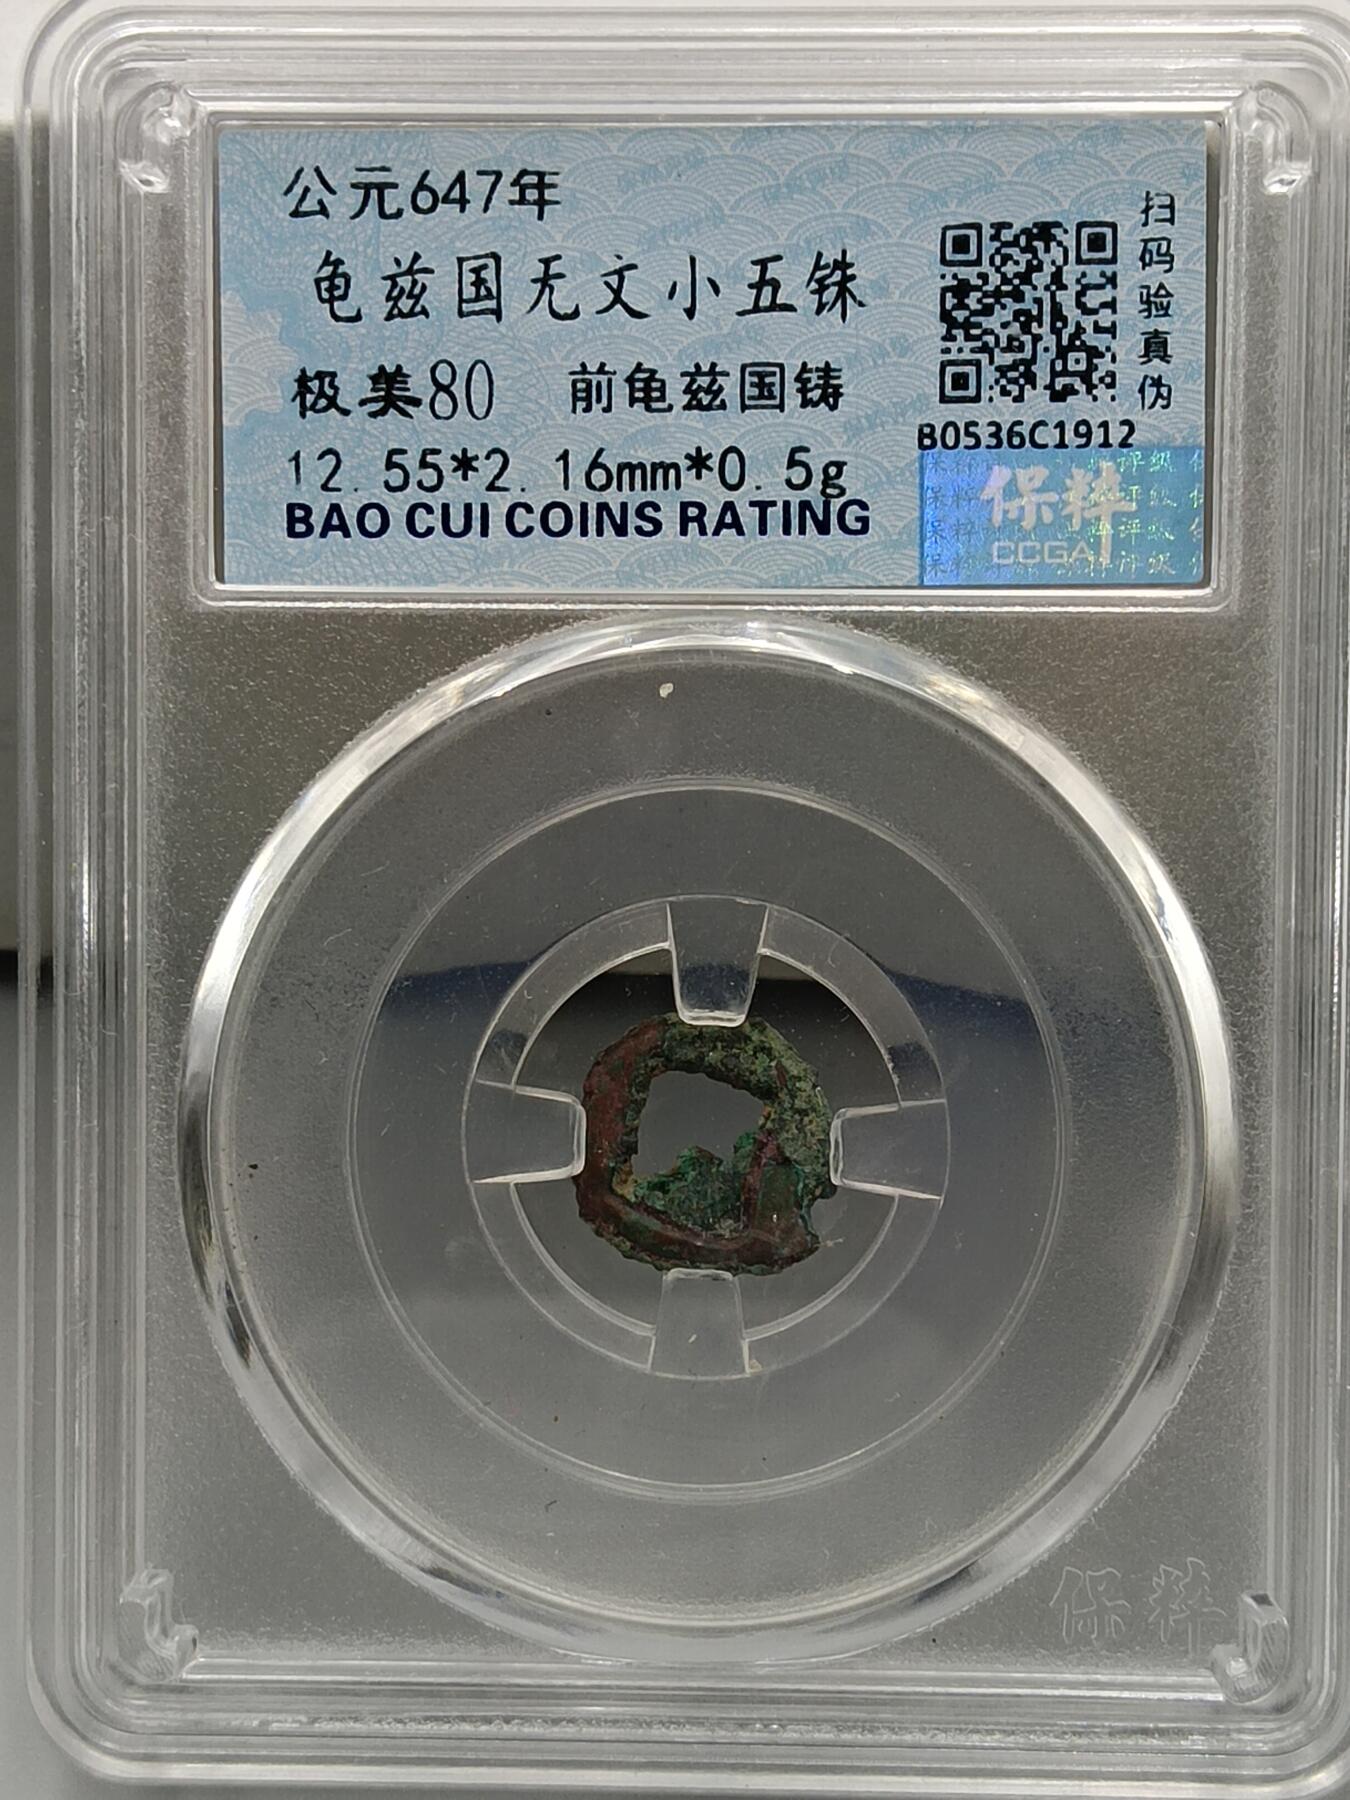 公元647年
龟兹国无文小五铢
极美80 前龟兹国铸
12.55*2.16mm*0.5g
BAO CUI COINS RATING
扫码验真伪
B0536C1912
保粹
CCGA
保粹